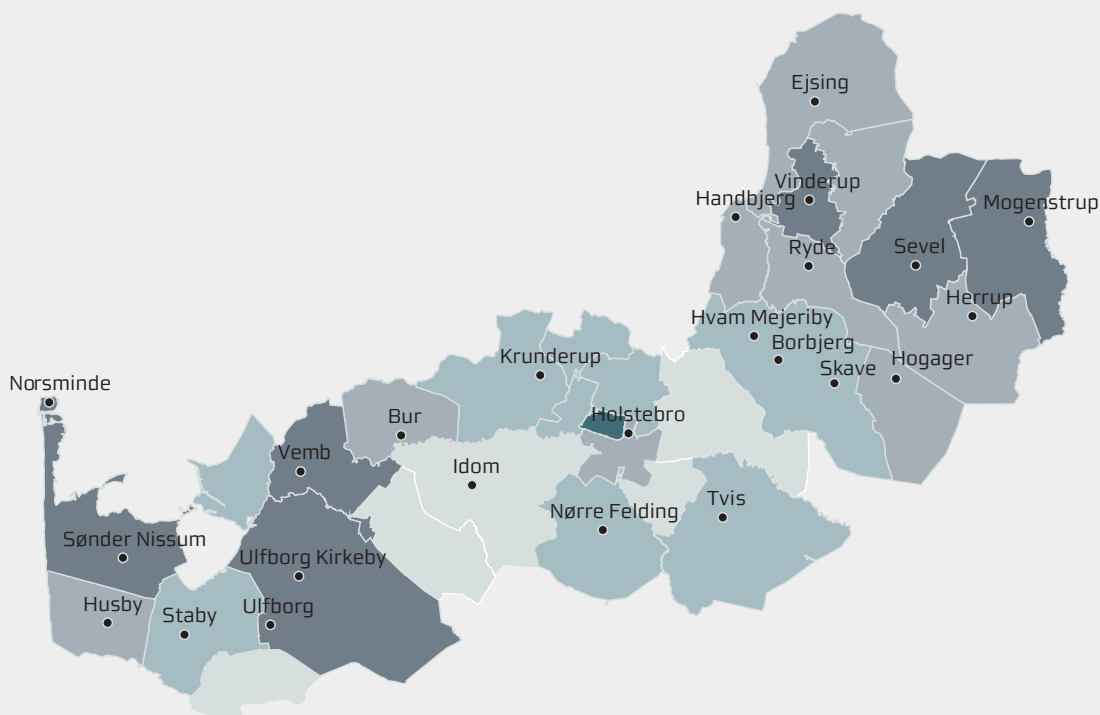 Ejsing
Vinderup
Handbjerg
Mogenstrup
Ryde
Sevel
Herrup
Hvam Mejeriby
Borbjerg
Krunderup
Hogager
Skave
Norsminde
Bur
Holstebro
Vemb
Idom
Nørre Felding
Tvis
Sønder Nissum
Ulfborg Kirkeby
Husby
Ulfborg
Staby